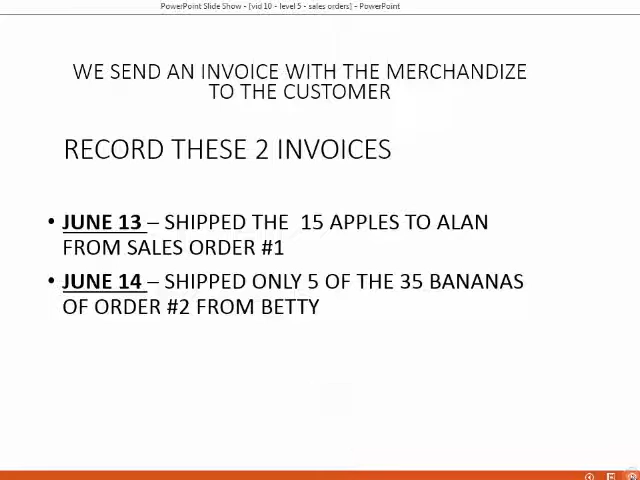 PowerPoint Slide Show - [vid 10 - level 5 - sales orders] - PowerPoint
WE SEND AN INVOICE WITH THE MERCHANDIZE
TO THE CUSTOMER
RECORD THESE 2 INVOICES
• JUNE 13 – SHIPPED THE 15 APPLES TO ALAN
FROM SALES ORDER #1
• JUNE 14 – SHIPPED ONLY 5 OF THE 35 BANANAS
OF ORDER #2 FROM BETTY